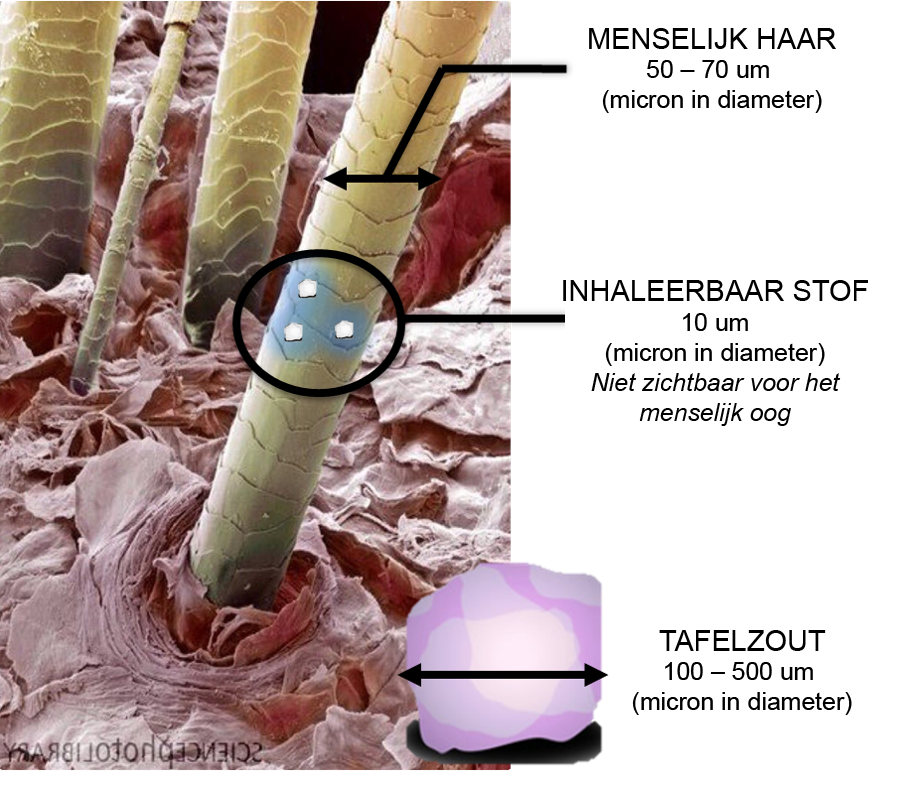 MENSELIJK HAAR
50 – 70 um
(micron in diameter)
INHALEERBAAR STOF
10 um
(micron in diameter)
Niet zichtbaar voor het
menselijk oog
TAFELZOUT
100 – 500 um
(micron in diameter)
SCIENCEphotoLIBRARY